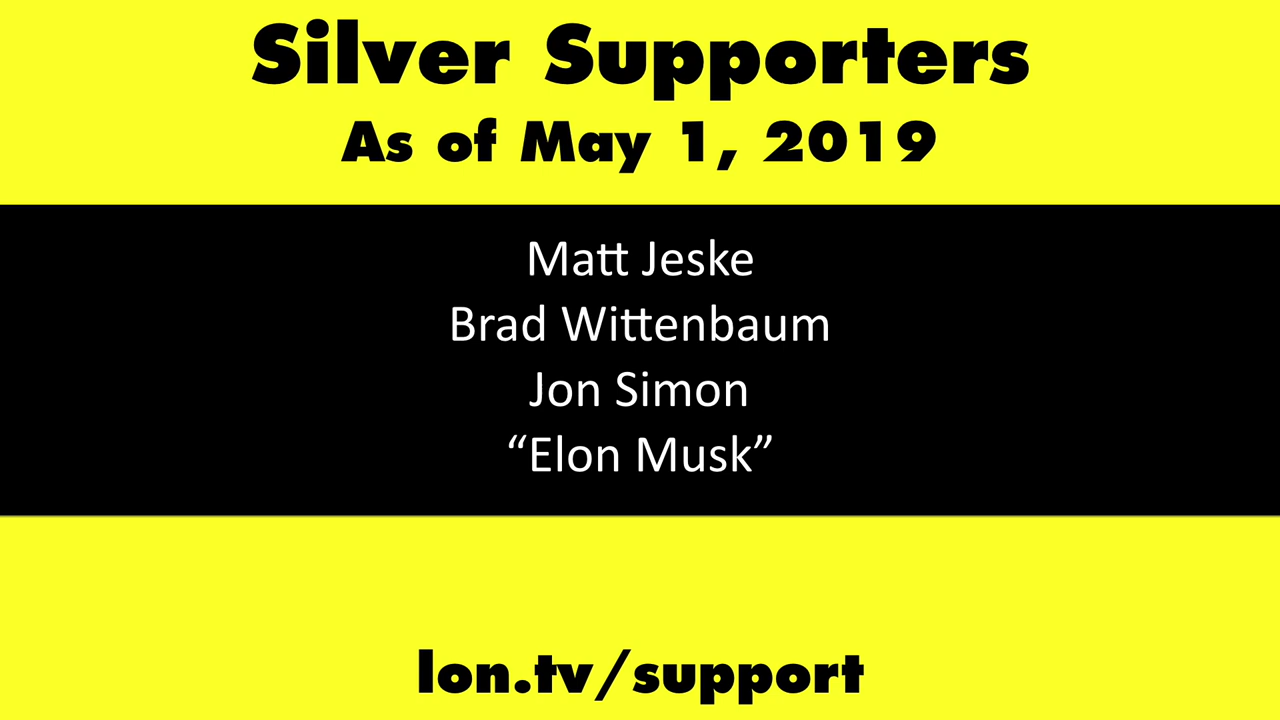 Silver Supporters
As of May 1, 2019
Matt Jeske
Brad Wittenbaum
Jon Simon
“Elon Musk”
lon.tv/support